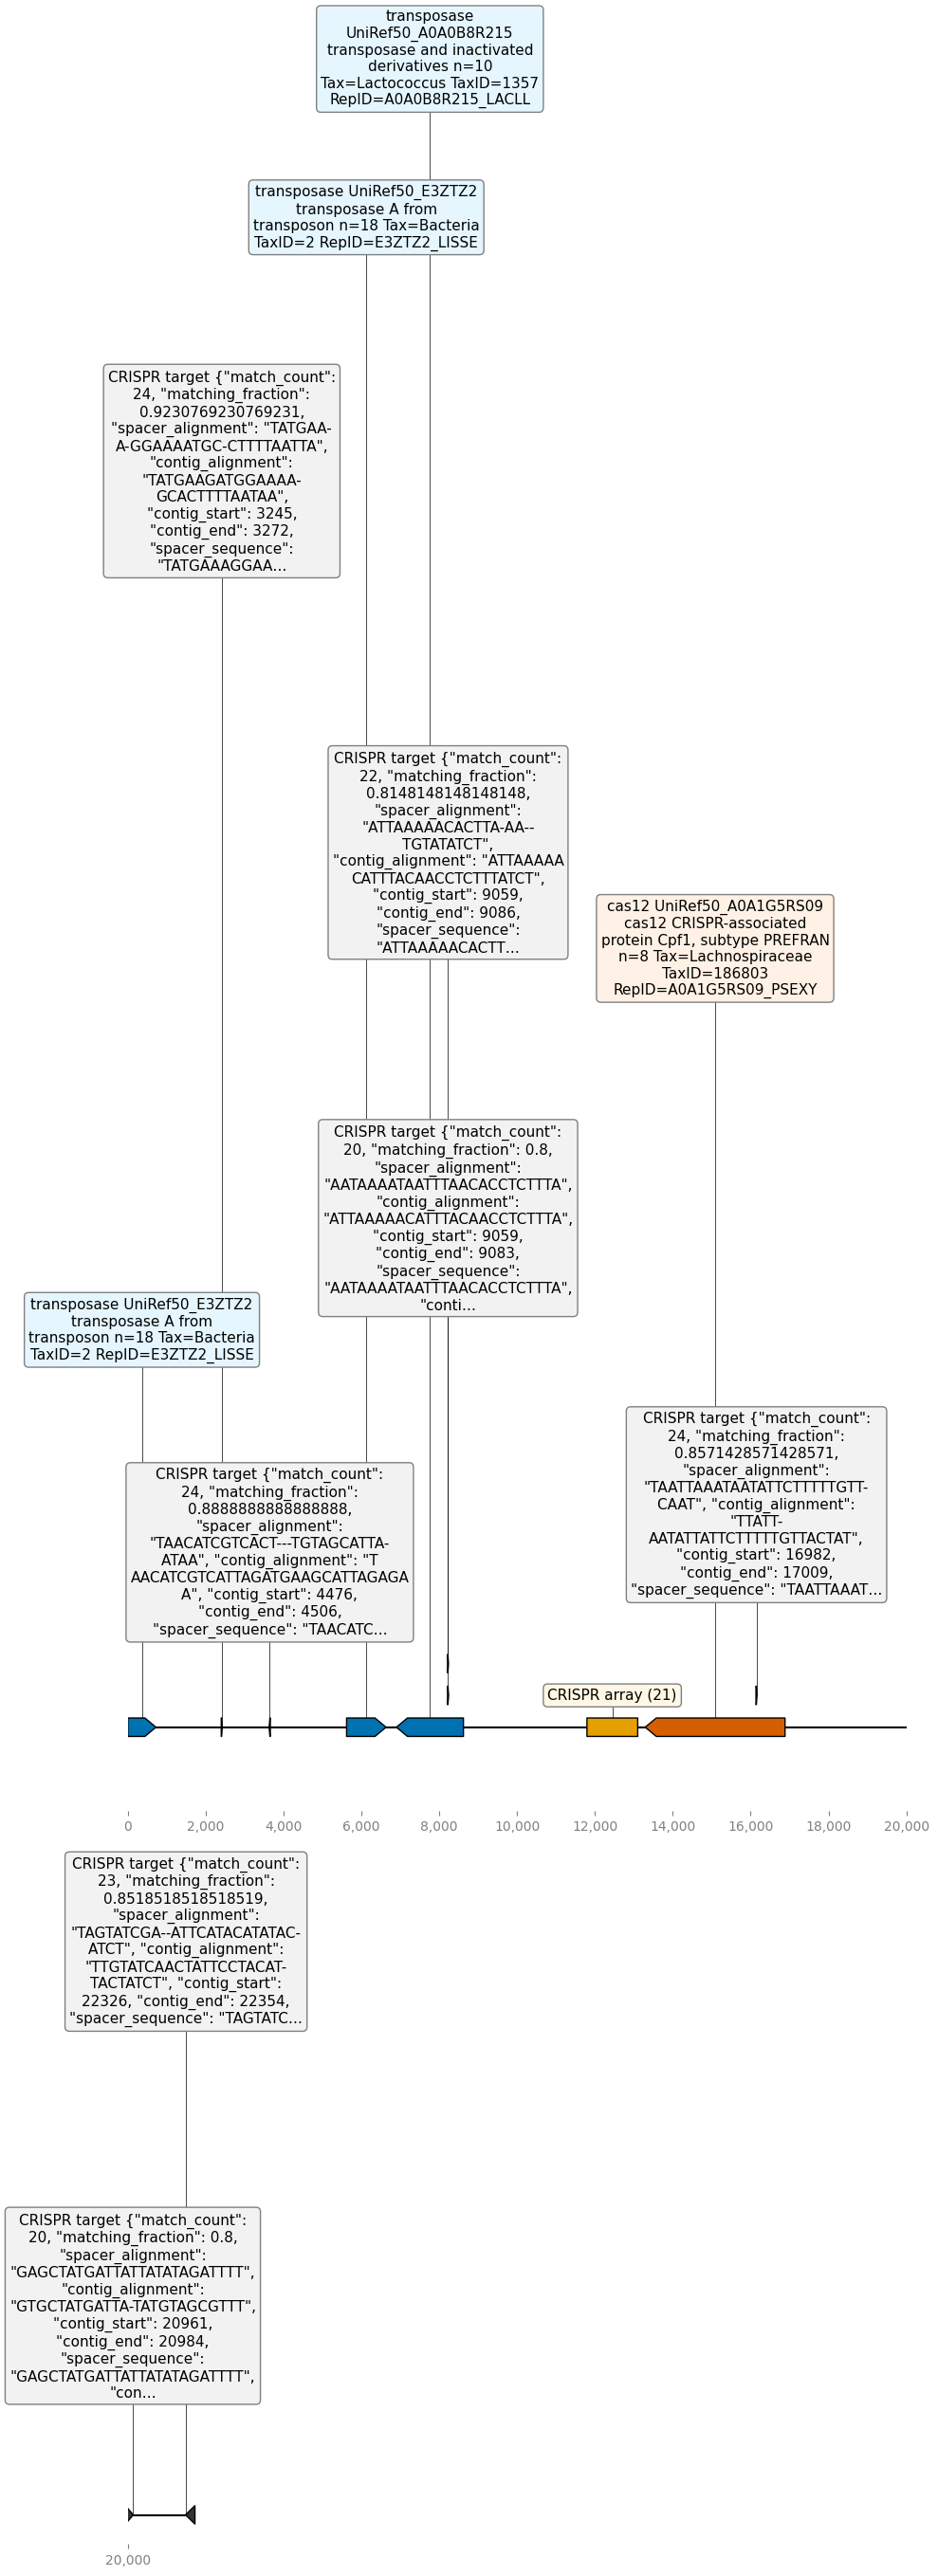 transposase
UniRef50_A0A0B8R215
transposase and inactivated
derivatives n=10
Tax=Lactococcus TaxID=1357
RepID=A0A0B8R215_LACLL
transposase UniRef50_E3ZTZ2
transposase A from
transposon n=18 Tax=Bacteria
TaxID=2 RepID=E3ZTZ2_LISSE
CRISPR target {"match_count":
24, "matching_fraction":
0.9230769230769231,
"spacer_alignment": "TATGAA-
A-GGAAAATGC-CTTTTAATTA",
"contig_alignment":
"TATGAAGATGGAAAA-
GCACTTTTAATAA",
"contig_start": 3245,
"contig_end": 3272,
"spacer_sequence":
"TATGAAAGGAA...
CRISPR target {"match_count":
22, "matching_fraction":
0.8148148148148148,
"spacer_alignment":
"ATTAAAAACACTTA-AA--
TGTATATCT",
"contig_alignment": "ATTAAAAA
CATTTACAACCTCTTTATCT",
"contig_start": 9059,
"contig_end": 9086,
"spacer_sequence":
"ATTAAAAACACTT...
cas12 UniRef50_A0A1G5RS09
cas12 CRISPR-associated
protein Cpf1, subtype PREFRAN
n=8 Tax=Lachnospiraceae
TaxID=186803
RepID=A0A1G5RS09_PSEXY
CRISPR target {"match_count":
20, "matching_fraction": 0.8,
"spacer_alignment":
"AATAAAATAATTTAACACCTCTTTA",
"contig_alignment":
"ATTAAAAACATTTACAACCTCTTTA",
"contig_start": 9059,
"contig_end": 9083,
"spacer_sequence":
"AATAAAATAATTTAACACCTCTTTA",
"conti...
transposase UniRef50_E3ZTZ2
transposase A from
transposon n=18 Tax=Bacteria
TaxID=2 RepID=E3ZTZ2_LISSE
CRISPR target {"match_count":
24, "matching_fraction":
0.8571428571428571,
"spacer_alignment":
"TAATTAAATAATATTCTTTTTGTT-
CAAT", "contig_alignment":
"TTATT-
AATATTATTCTTTTTGTTACTAT",
"contig_start": 16982,
"contig_end": 17009,
"spacer_sequence": "TAATTAAAT...
CRISPR target {"match_count":
24, "matching_fraction":
0.8888888888888888,
"spacer_alignment":
"TAACATCGTCACT---TGTAGCATTA-
ATAA", "contig_alignment": "T
AACATCGTCATTAGATGAAGCATTAGAGA
A", "contig_start": 4476,
"contig_end": 4506,
"spacer_sequence": "TAACATC...
CRISPR array (21)
0
2,000
4,000
6,000
8,000
10,000
12,000
14,000
16,000
18,000
20,000
CRISPR target {"match_count":
23, "matching_fraction":
0.8518518518518519,
"spacer_alignment":
"TAGTATCGA--ATTCATACATATAC-
ATCT", "contig_alignment":
"TTGTATCAACTATTCCTACAT-
TACTATCT", "contig_start":
22326, "contig_end": 22354,
"spacer_sequence": "TAGTATC...
CRISPR target {"match_count":
20, "matching_fraction": 0.8,
"spacer_alignment":
"GAGCTATGATTATTATATAGATTTT",
"contig_alignment":
"GTGCTATGATTA-TATGTAGCGTTT",
"contig_start": 20961,
"contig_end": 20984,
"spacer_sequence":
"GAGCTATGATTATTATATAGATTTT",
"con...
20,000